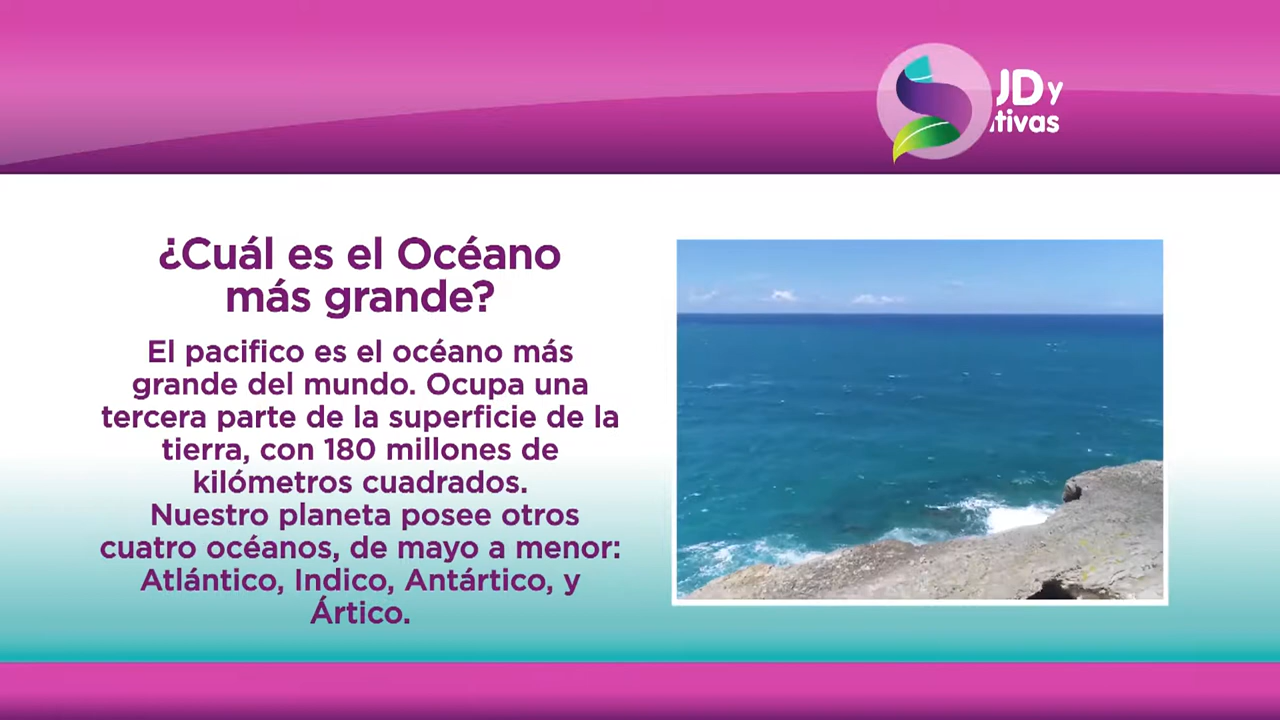 y
¿Cuál es el Océano
más grande?
El pacifico es el océano más
grande del mundo. Ocupa una
tercera parte de la superficie de la
tierra, con 180 millones de
kilómetros cuadrados.
Nuestro planeta posee otros
cuatro océanos, de mayo a menor:
Atlántico, Indico, Antártico, y
Ártico.